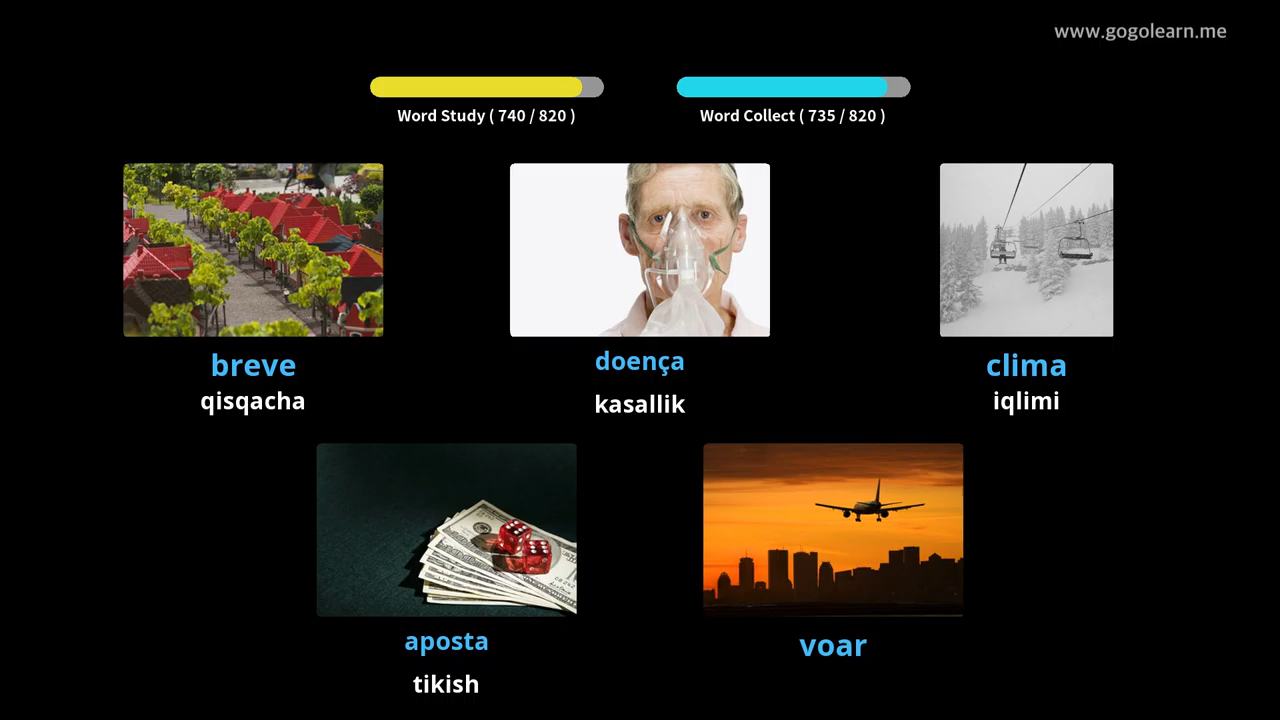 www.gogolearn.me
Word Study ( 740 / 820 )
Word Collect ( 735 / 820 )
breve
qisqacha
doença
kasallik
clima
iqlimi
aposta
tikish
voar